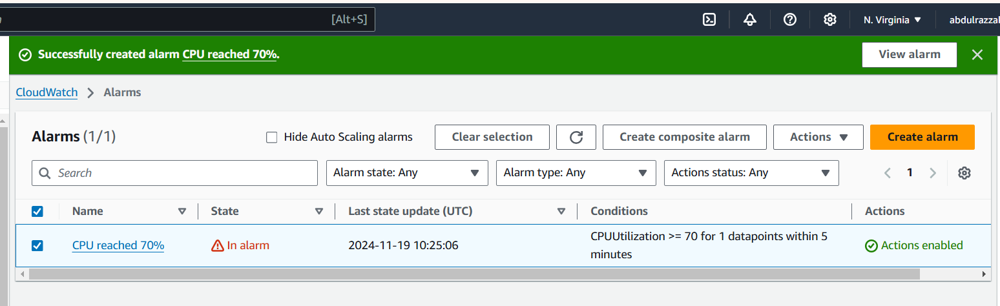 [Alt+S]
N. Virginia
Successfully created alarm CPU reached 70%.
View alarm
CloudWatch
Alarms
Alarms (1/1)
Hide Auto Scaling alarms
Clear selection
Create composite alarm
Actions
Create alarm
Search
Alarm state: Any
Alarm type: Any
Actions status: Any
1
Name
State
Last state update (UTC)
Conditions
Actions
CPU reached 70%
In alarm
2024-11-19 10:25:06
CPUUtilization >= 70 for 1 datapoints within 5
minutes
Actions enabled